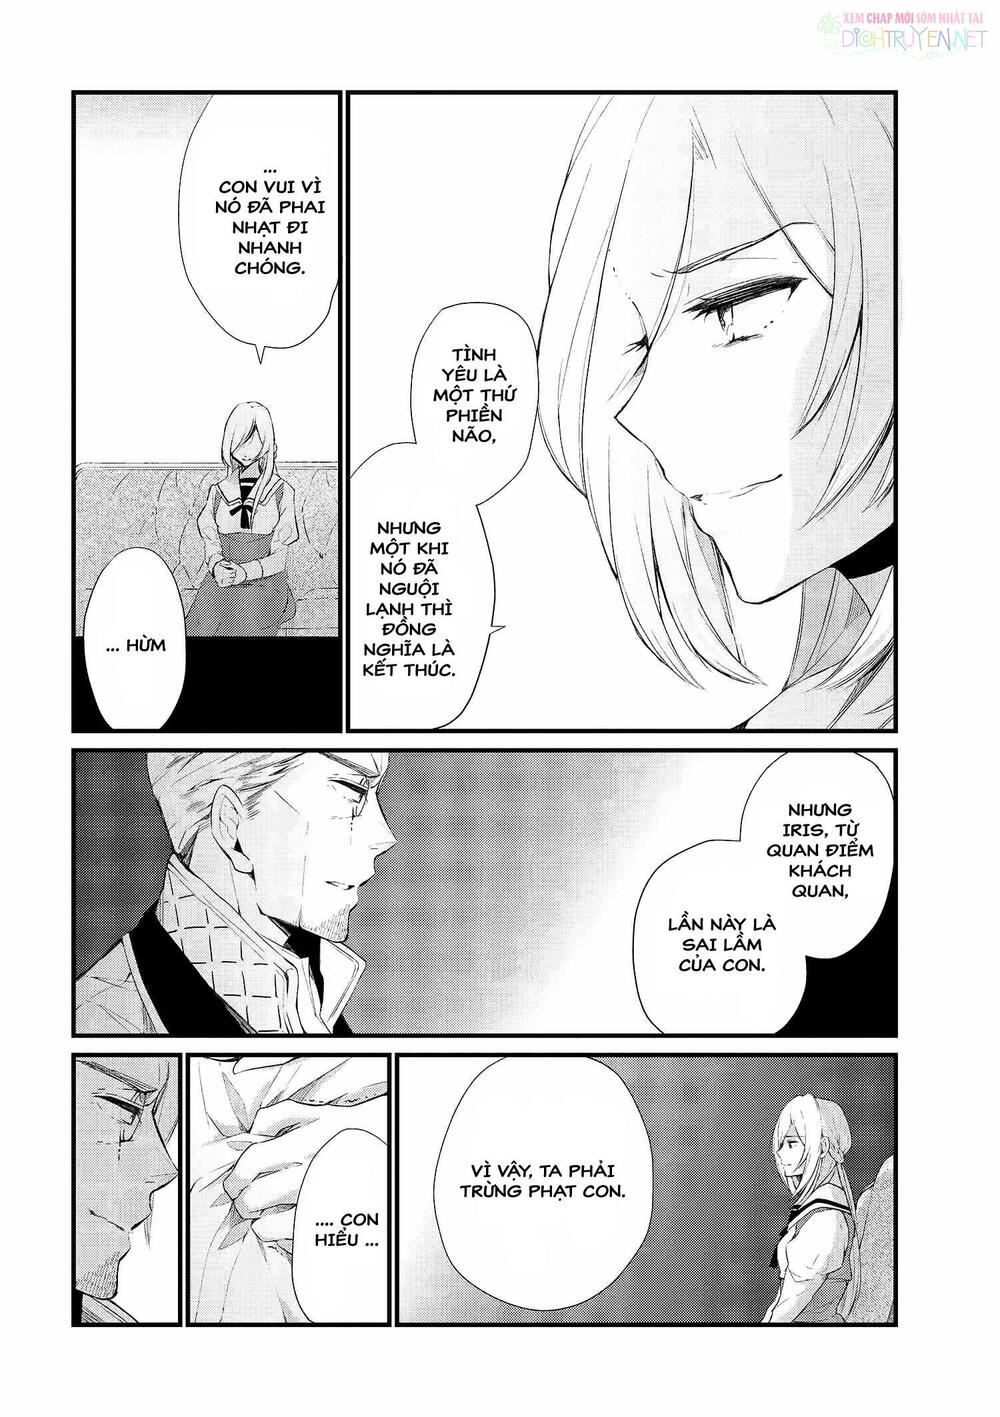 XEM CHAP MỚI SỚM NHẤT TẠI
DICHTRUYEN.NET
TÌNH
YÊU LÀ
MỘT THỨ
PHIỀN
NÃO,
NHƯNG
MỘT KHI
NÓ ĐÃ
NGUỘI
LẠNH THÌ
ĐỒNG
NGHĨA LÀ
KẾT THÚC.
...
CON VUI VÌ
NÓ ĐÃ PHAI
NHẠT ĐI
NHANH
CHÓNG.
... HỪM
NHƯNG
IRIS, TỪ
QUAN ĐIỂM
KHÁCH
QUAN,
LẦN NÀY LÀ
SAI LẦM
CỦA CON.
VÌ VẬY, TA PHẢI
TRỪNG PHẠT CON.
.... CON
HIỂU ...